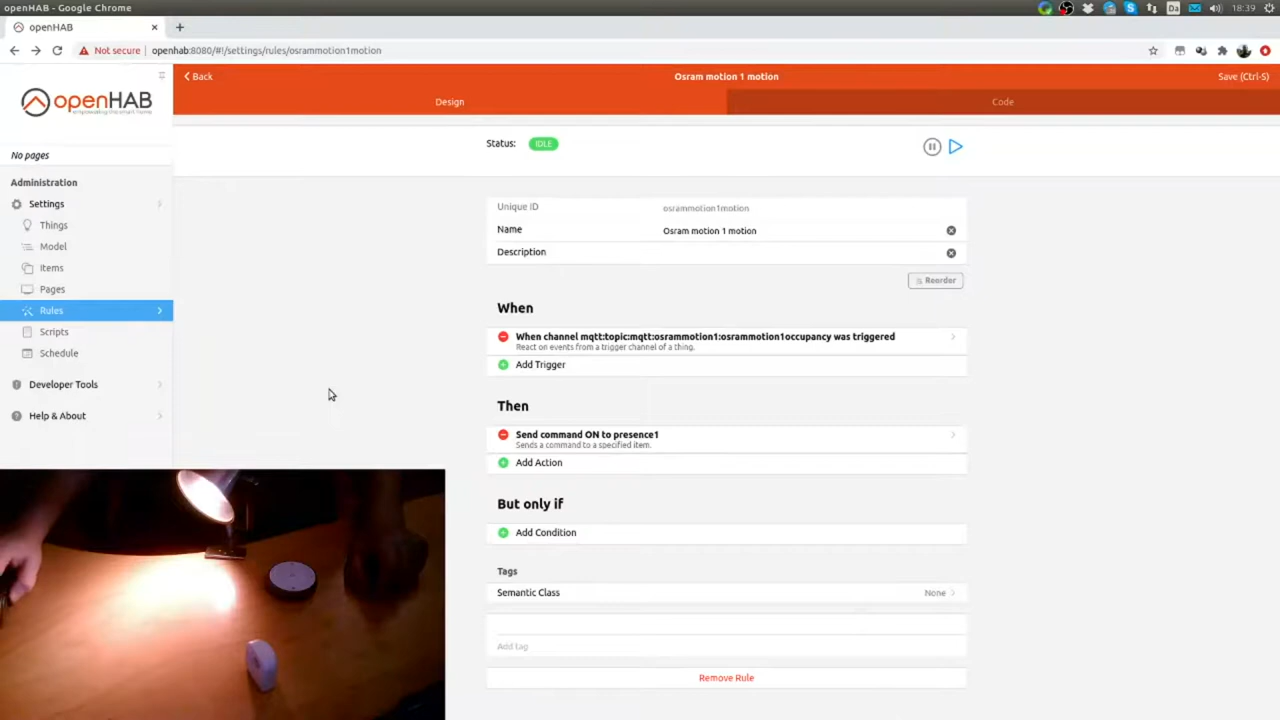 openHAB - Google Chrome
Da
18:39
openHAB
Not secure
openhab:8080/#!/settings/rules/osrammotion1motion
openHAB
empowering the smart home
Back
Osram motion 1 motion
Save (Ctrl-S)
Design
Code
No pages
Administration
Settings
Things
Model
Items
Pages
Rules
Scripts
Schedule
Developer Tools
Help & About
Status:
IDLE
Unique ID
osrammotion1motion
Name
Osram motion 1 motion
Description
Reorder
When
When channel mqtt:topic:mqtt:osrammotion1:osrammotion1occupancy was triggered
React on events from a trigger channel of a thing.
Add Trigger
Then
Send command ON to presence1
Sends a command to a specified item.
Add Action
But only if
Add Condition
Tags
Semantic Class
None
Add tag
Remove Rule